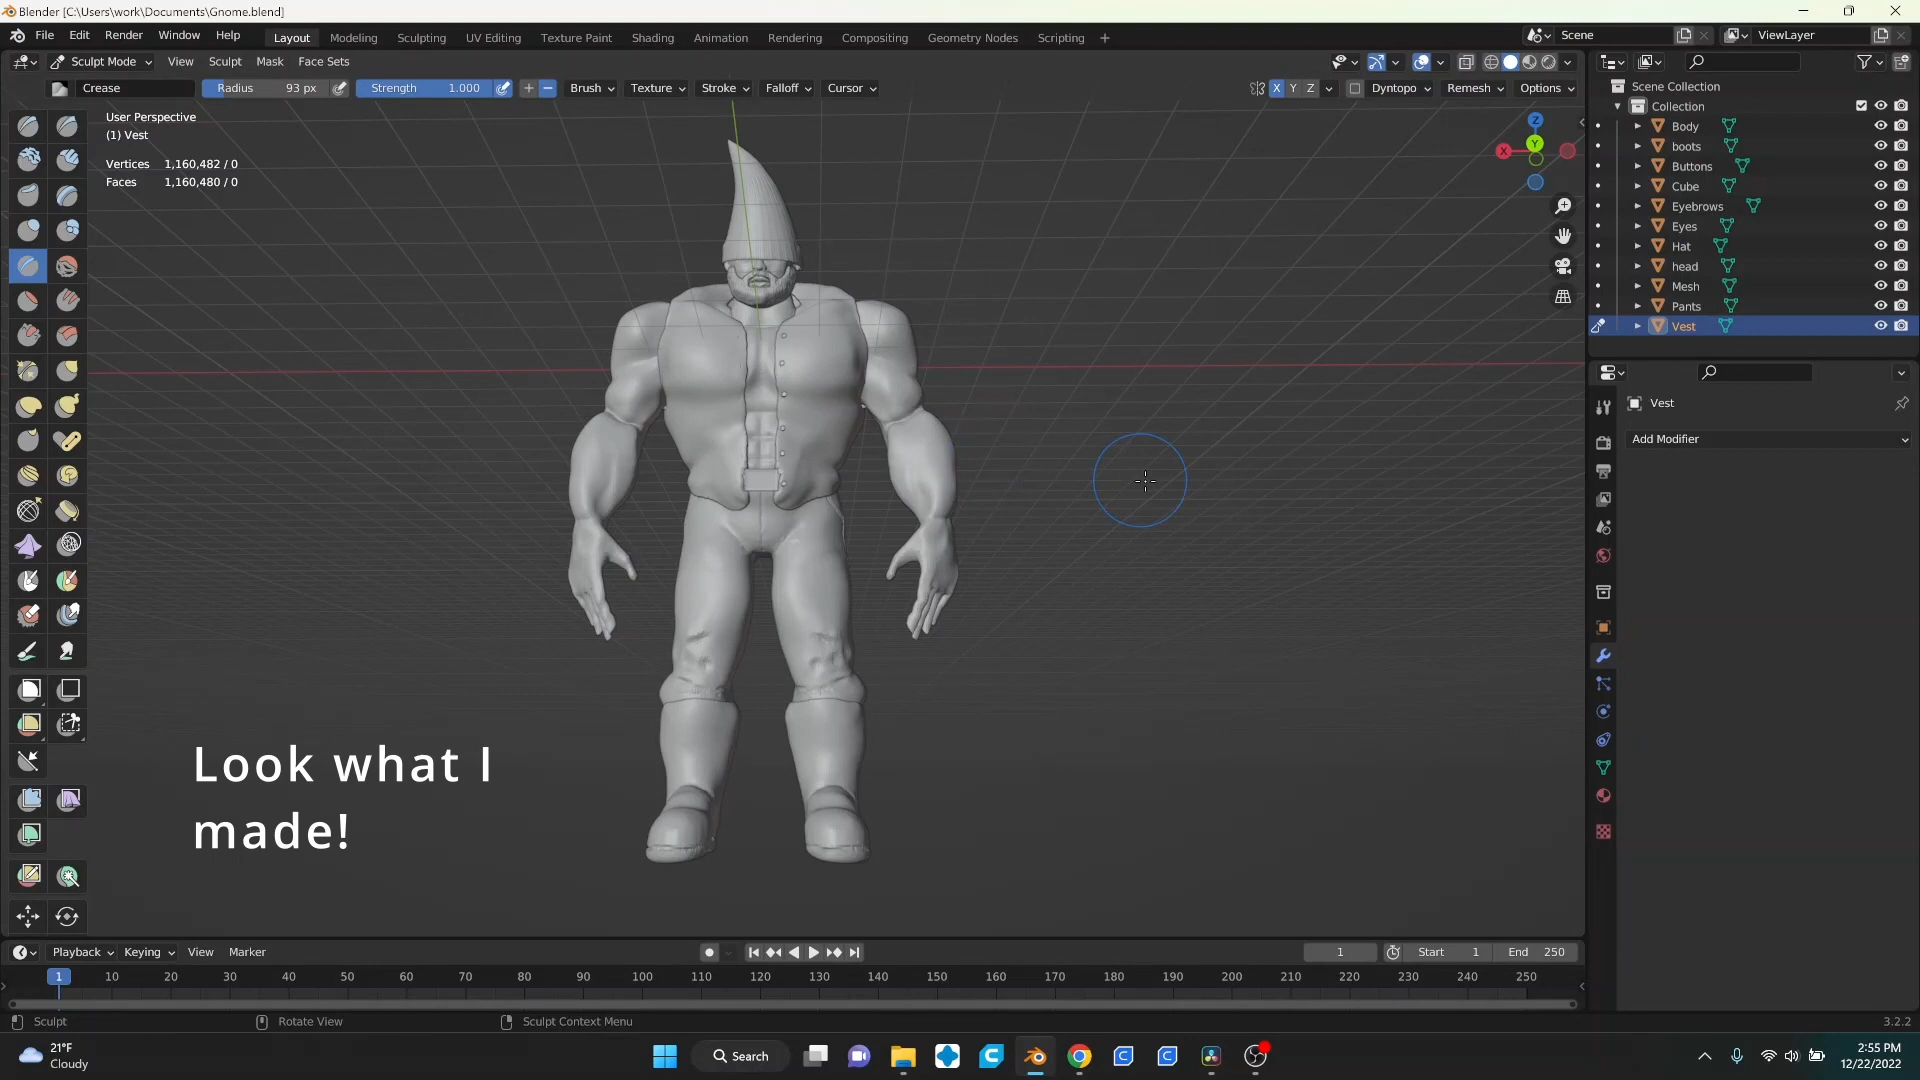 Blender [C:\Users\work\Documents\Gnome.blend]
File Edit Render Window Help Layout Modeling Sculpting UV Editing Texture Paint Shading Animation Rendering Compositing Geometry Nodes Scripting + Scene ViewLayer
Sculpt Mode View Sculpt Mask Face Sets
Crease Radius 93 px Strength 1.000 Brush Texture Stroke Falloff Cursor X Y Z Dyntopo Remesh Options
User Perspective
(1) Vest
Vertices 1,160,482 / 0
Faces 1,160,480 / 0
Z
Y
X
Scene Collection
Collection
Body
boots
Buttons
Cube
Eyebrows
Eyes
Hat
head
Mesh
Pants
Vest
Vest
Add Modifier
Look what I
made!
Playback Keying View Marker 1 Start 1 End 250
1 10 20 30 40 50 60 70 80 90 100 110 120 130 140 150 160 170 180 190 200 210 220 230 240 250
Sculpt Rotate View Sculpt Context Menu 3.2.2
21°F
Cloudy
Search
2:55 PM
12/22/2022